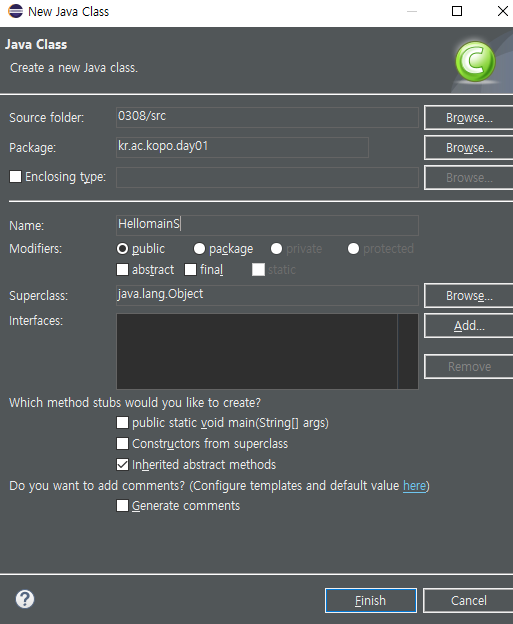 New Java Class
Java Class
Create a new Java class.
Source folder: 0308/src Browse...
Package: kr.ac.kopo.day01 Browse...
Enclosing type: Browse...
Name: HellomainS
Modifiers: public package private protected
abstract final static
Superclass: java.lang.Object Browse...
Interfaces: Add...
Remove
Which method stubs would you like to create?
public static void main(String[] args)
Constructors from superclass
Inherited abstract methods
Do you want to add comments? (Configure templates and default value here)
Generate comments
? Finish Cancel